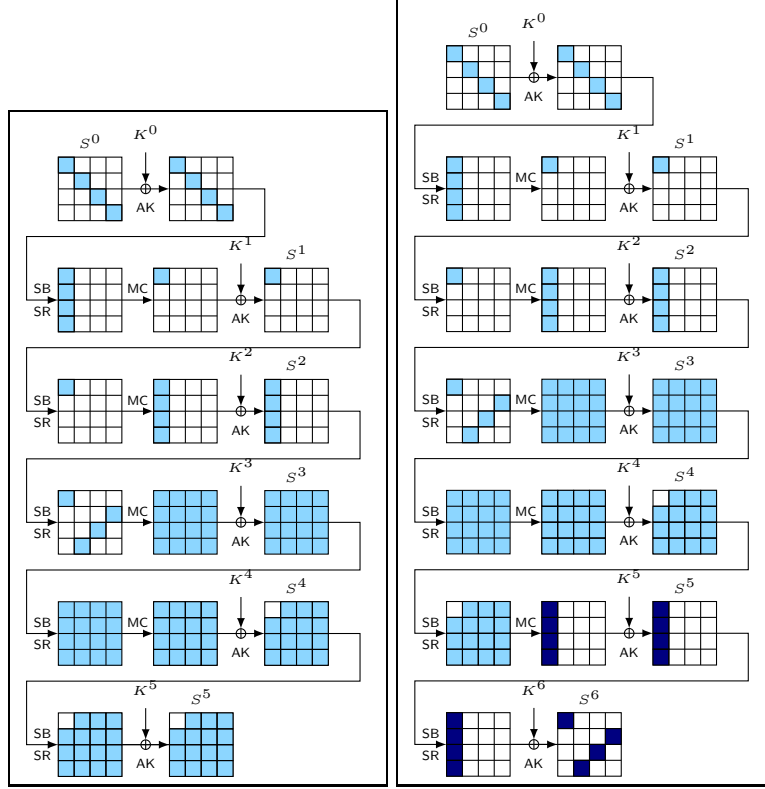 S^0 K^0
AK
K^1 S^1
SB SR MC AK
K^2 S^2
SB SR MC AK
K^3 S^3
SB SR MC AK
K^4 S^4
SB SR MC AK
K^5 S^5
SB SR AK
S^0 K^0
AK
K^1 S^1
SB SR MC AK
K^2 S^2
SB SR MC AK
K^3 S^3
SB SR MC AK
K^4 S^4
SB SR MC AK
K^5 S^5
SB SR MC AK
K^6 S^6
SB SR AK